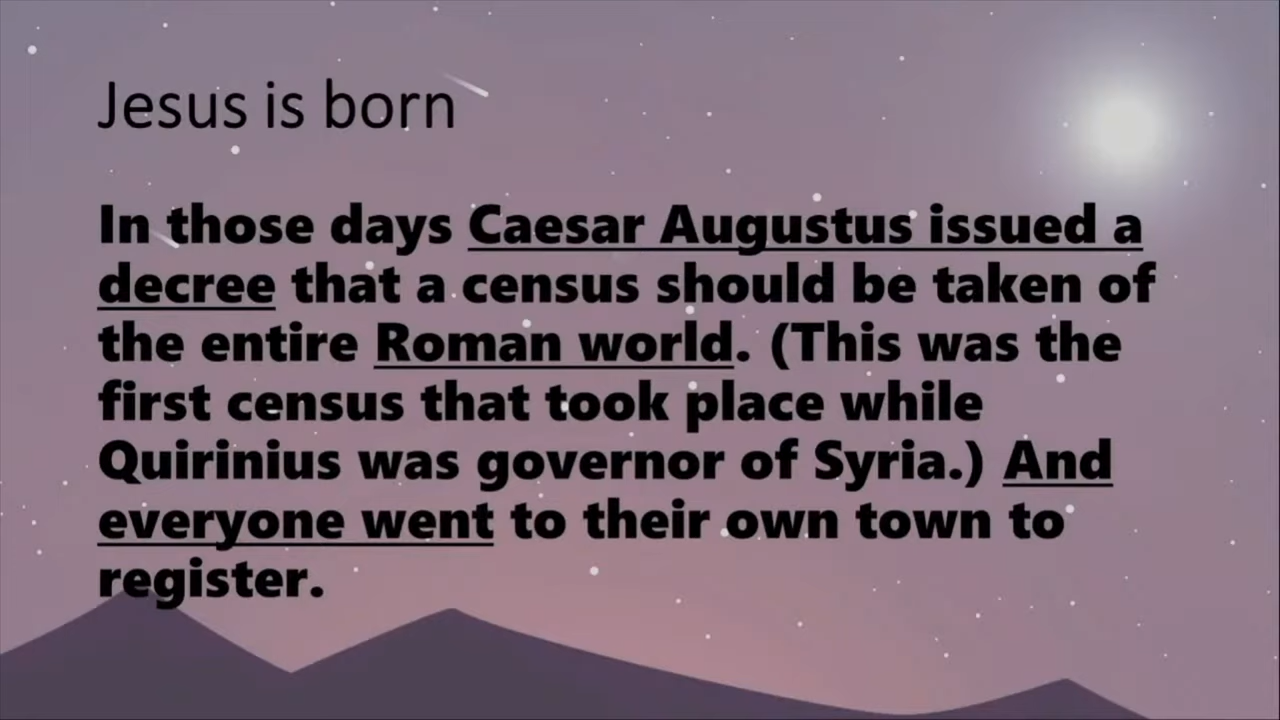 Jesus is born
In those days Caesar Augustus issued a
decree that a census should be taken of
the entire Roman world. (This was the
first census that took place while
Quirinius was governor of Syria.) And
everyone went to their own town to
register.